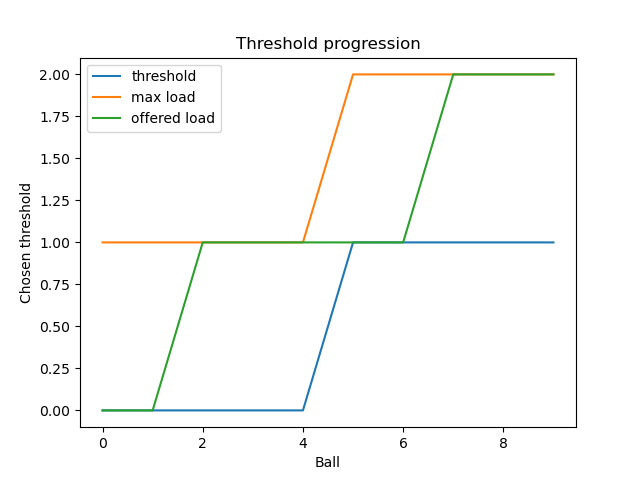 Threshold progression
threshold
max load
offered load
Chosen threshold
2.00
1.75
1.50
1.25
1.00
0.75
0.50
0.25
0.00
0 2 4 6 8
Ball